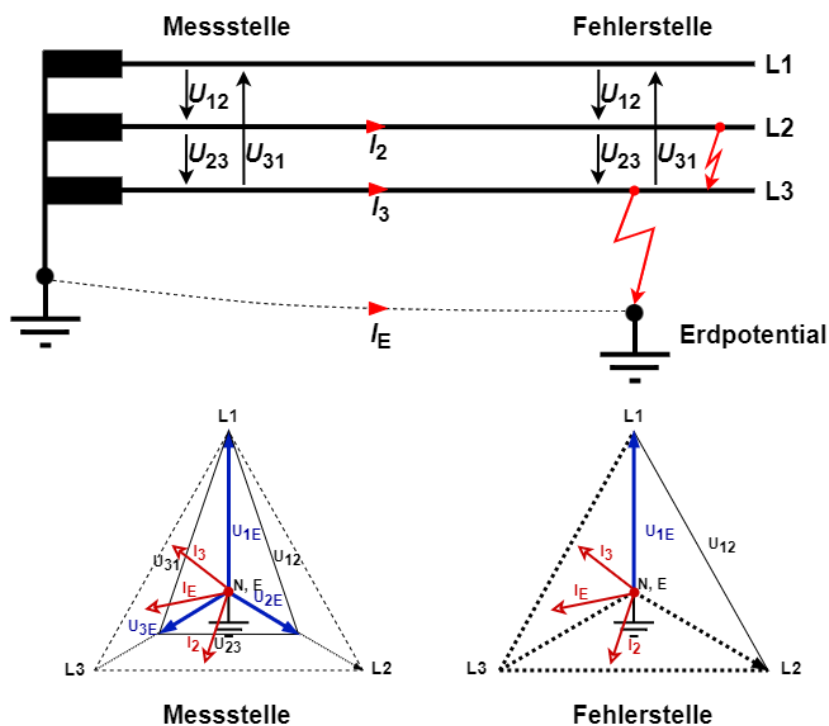 Messstelle Fehlerstelle
L1
U12 U12
L2
U23 U31 I2 U23 U31
L3
I3
IE
Erdpotential
L1 L1
U1E U1E
U31 I3 U12 I3 U12
N, E N, E
IE U2E IE
U3E
I2 U23 I2
L3 L2 L3 L2
Messstelle Fehlerstelle